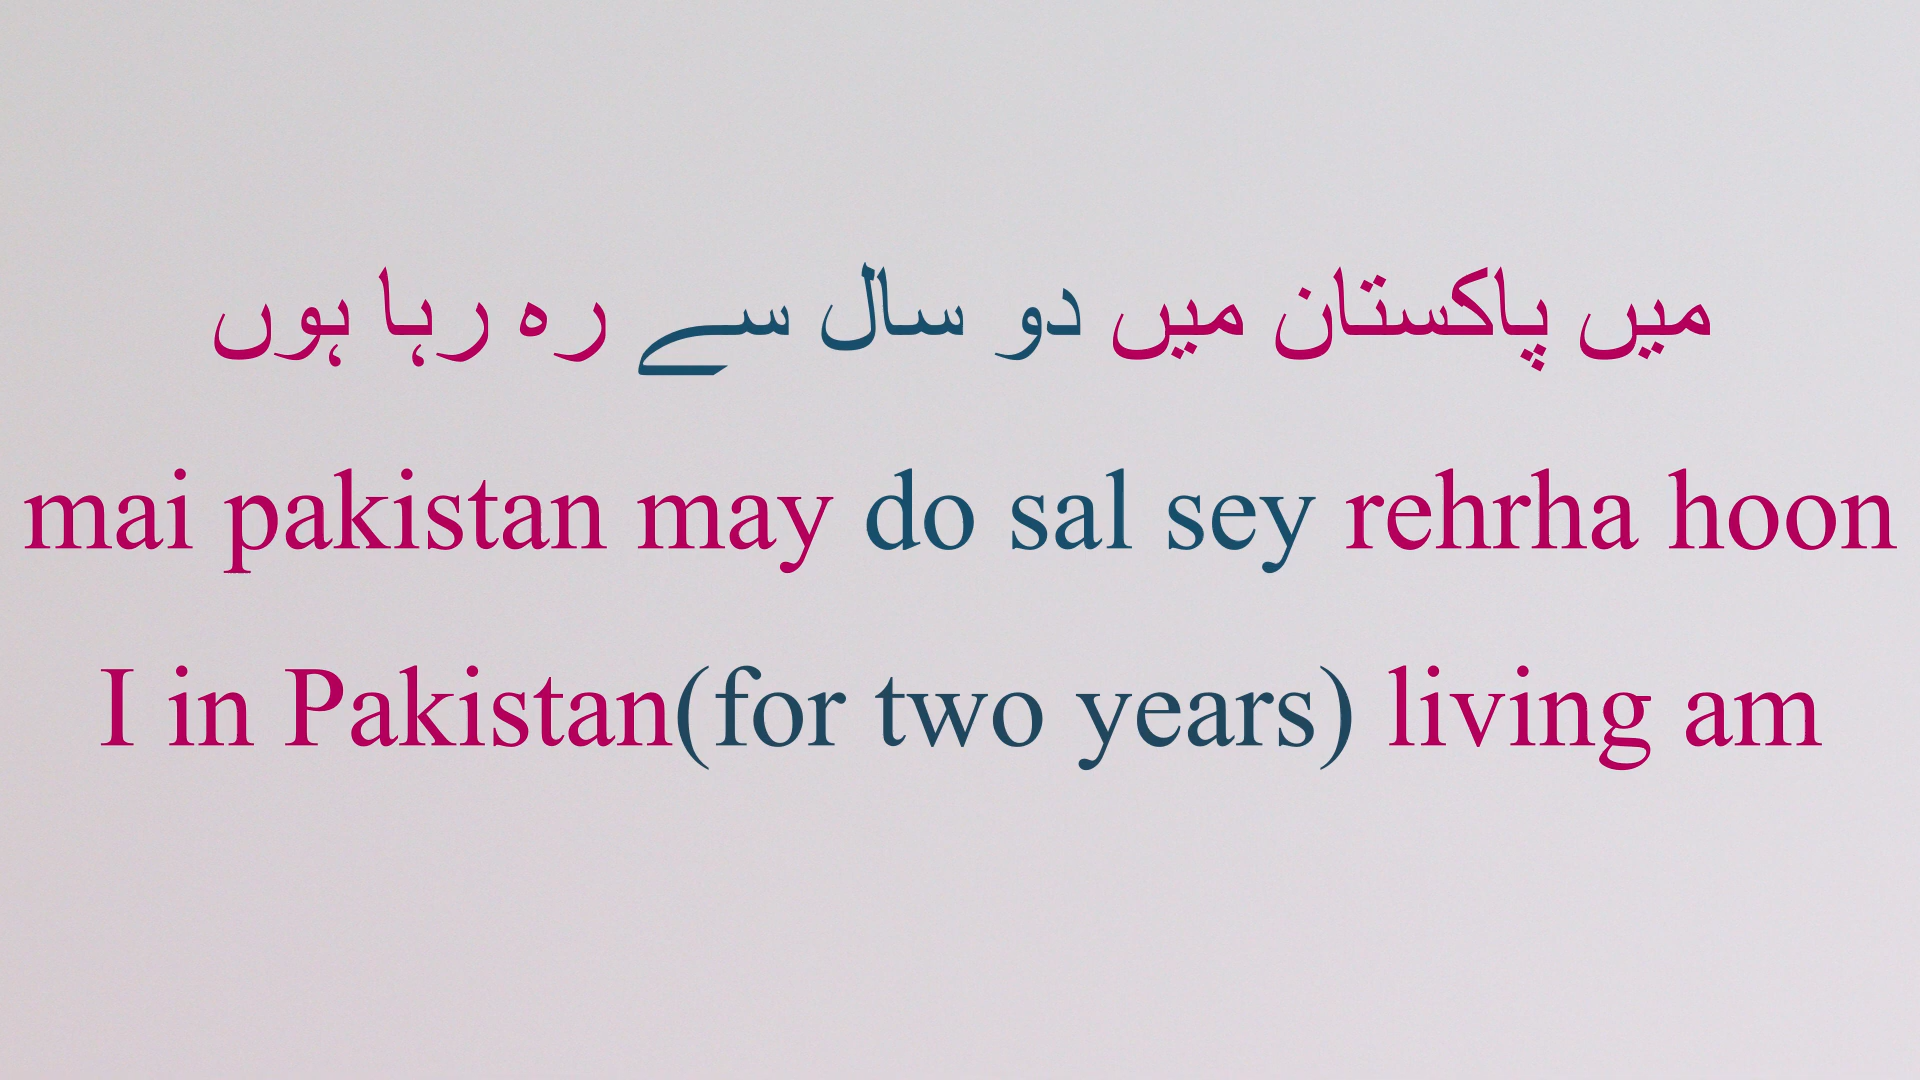 میں پاکستان میں دو سال سے رہ رہا ہوں
mai pakistan may do sal sey rehrha hoon
I in Pakistan(for two years) living am